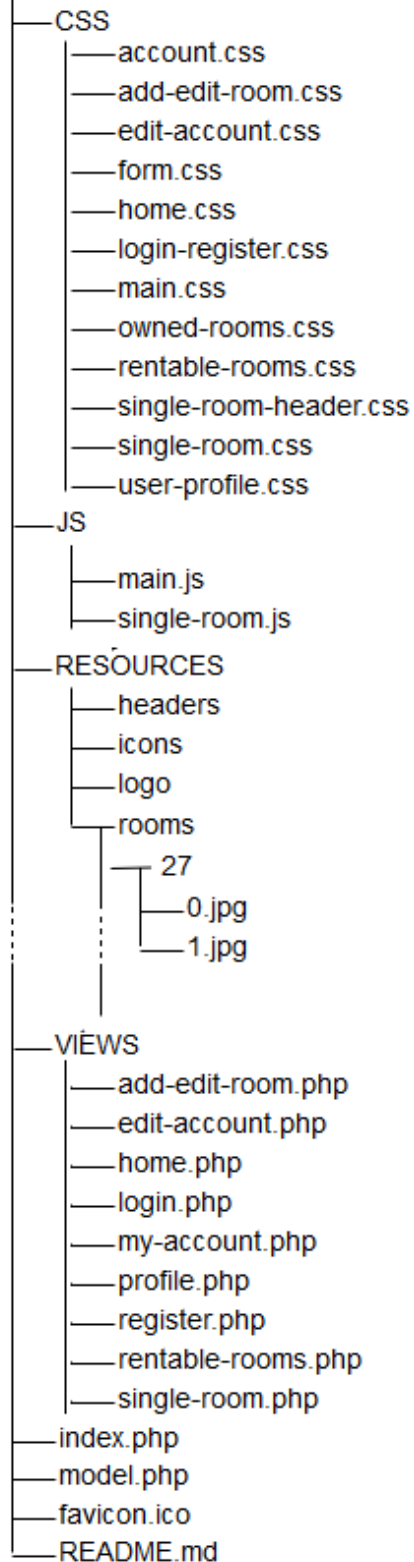 CSS
account.css
add-edit-room.css
edit-account.css
form.css
home.css
login-register.css
main.css
owned-rooms.css
rentable-rooms.css
single-room-header.css
single-room.css
user-profile.css
JS
main.js
single-room.js
RESOURCES
headers
icons
logo
rooms
27
0.jpg
1.jpg
VIEWS
add-edit-room.php
edit-account.php
home.php
login.php
my-account.php
profile.php
register.php
rentable-rooms.php
single-room.php
index.php
model.php
favicon.ico
README.md